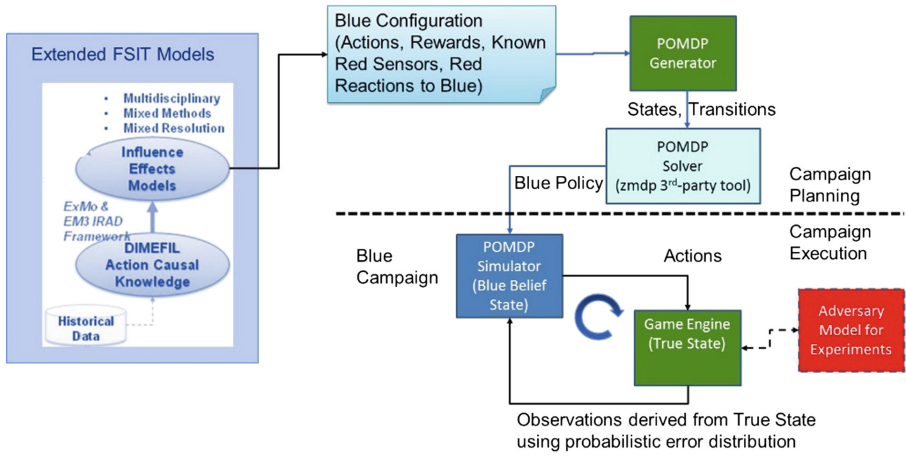 Extended FSIT Models
• Multidisciplinary
• Mixed Methods
• Mixed Resolution
Influence
Effects
Models
ExMo &
EM3 IRAD
Framework
DIMEFIL
Action Causal
Knowledge
Historical
Data
Blue Configuration
(Actions, Rewards, Known
Red Sensors, Red
Reactions to Blue)
POMDP
Generator
States, Transitions
POMDP
Solver
(zmdp 3rd-party tool)
Blue Policy
Campaign
Planning
Campaign
Execution
Blue
Campaign
POMDP
Simulator
(Blue Belief
State)
Actions
Game Engine
(True State)
Adversary
Model for
Experiments
Observations derived from True State
using probabilistic error distribution